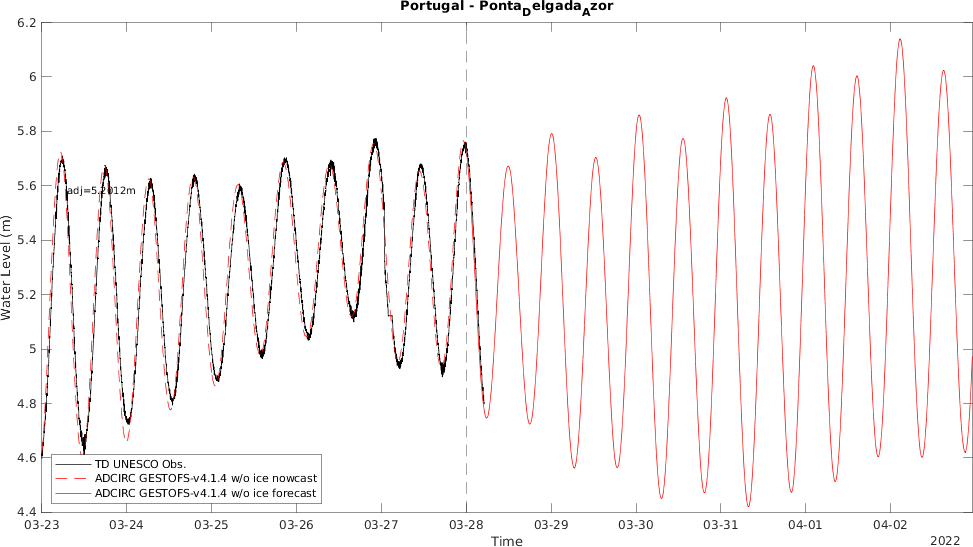 Portugal - PontaDelgadaAzor
6.2
6
5.8
5.6
5.4
5.2
5
4.8
4.6
4.4
Water Level (m)
adj=5.2012m
TD UNESCO Obs.
ADCIRC GESTOFS-v4.1.4 w/o ice nowcast
ADCIRC GESTOFS-v4.1.4 w/o ice forecast
03-23 03-24 03-25 03-26 03-27 03-28 03-29 03-30 03-31 04-01 04-02
Time
2022